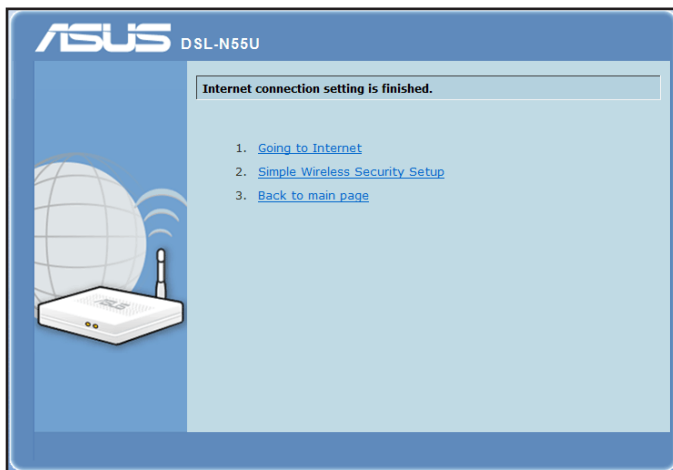 ASUS DSL-N55U
Internet connection setting is finished.
1. Going to Internet
2. Simple Wireless Security Setup
3. Back to main page
ASUS